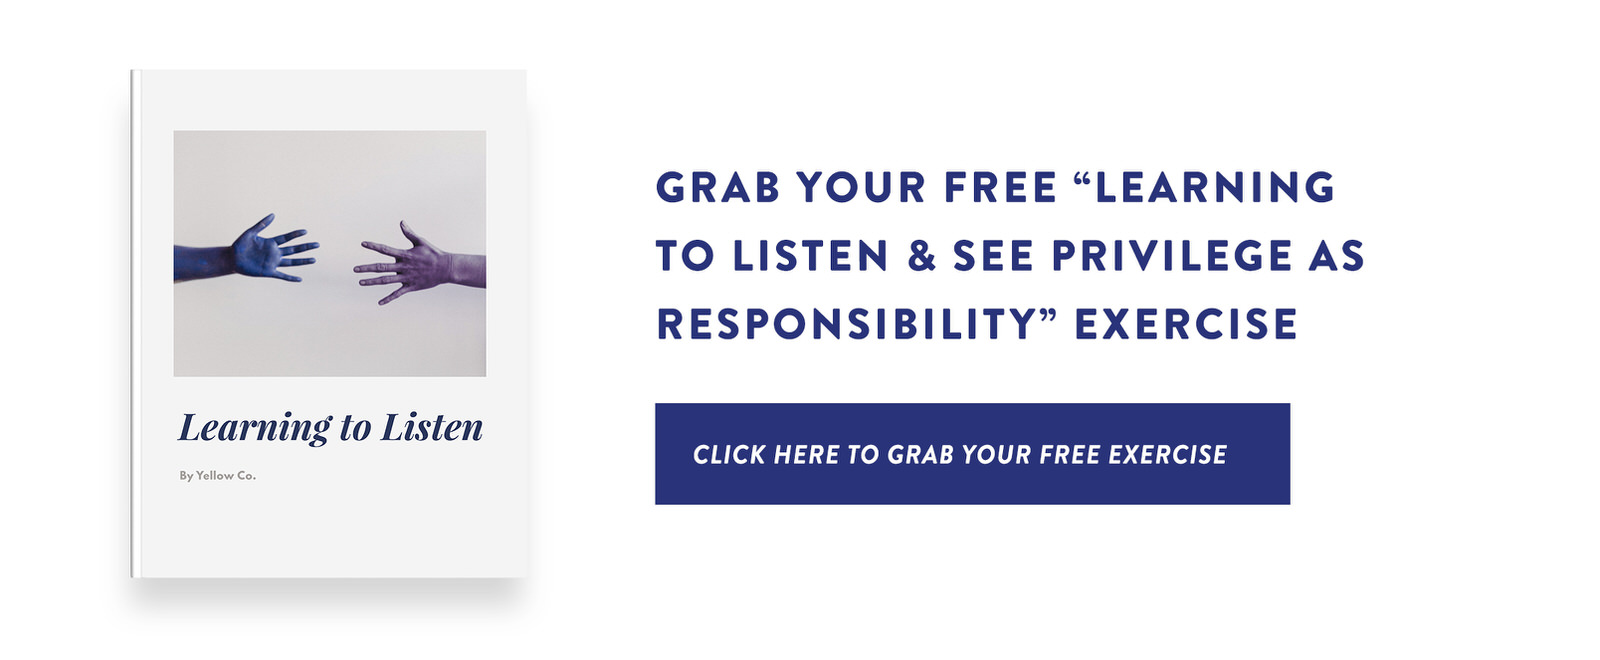 Learning to Listen
By Yellow Co.
GRAB YOUR FREE “LEARNING
TO LISTEN & SEE PRIVILEGE AS
RESPONSIBILITY” EXERCISE
CLICK HERE TO GRAB YOUR FREE EXERCISE